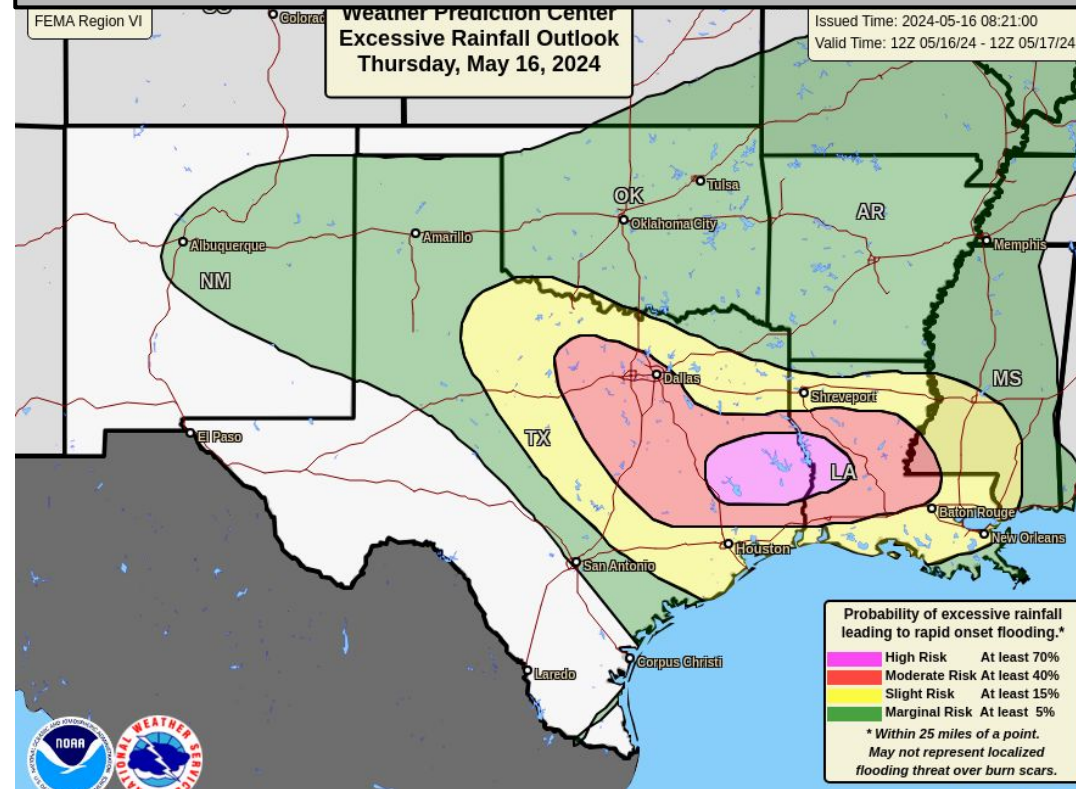 FEMA Region VI
Weather Prediction Center
Excessive Rainfall Outlook
Thursday, May 16, 2024
Issued Time: 2024-05-16 08:21:00
Valid Time: 12Z 05/16/24 - 12Z 05/17/24
Tulsa
OK
Oklahoma City
AR
Albuquerque
Amarillo
Memphis
NM
Dallas
MS
Shreveport
El Paso
TX
LA
Baton Rouge
New Orleans
Houston
San Antonio
Corpus Christi
Laredo
Probability of excessive rainfall
leading to rapid onset flooding.*
High Risk At least 70%
Moderate Risk At least 40%
Slight Risk At least 15%
Marginal Risk At least 5%
* Within 25 miles of a point.
May not represent localized
flooding threat over burn scars.
NOAA